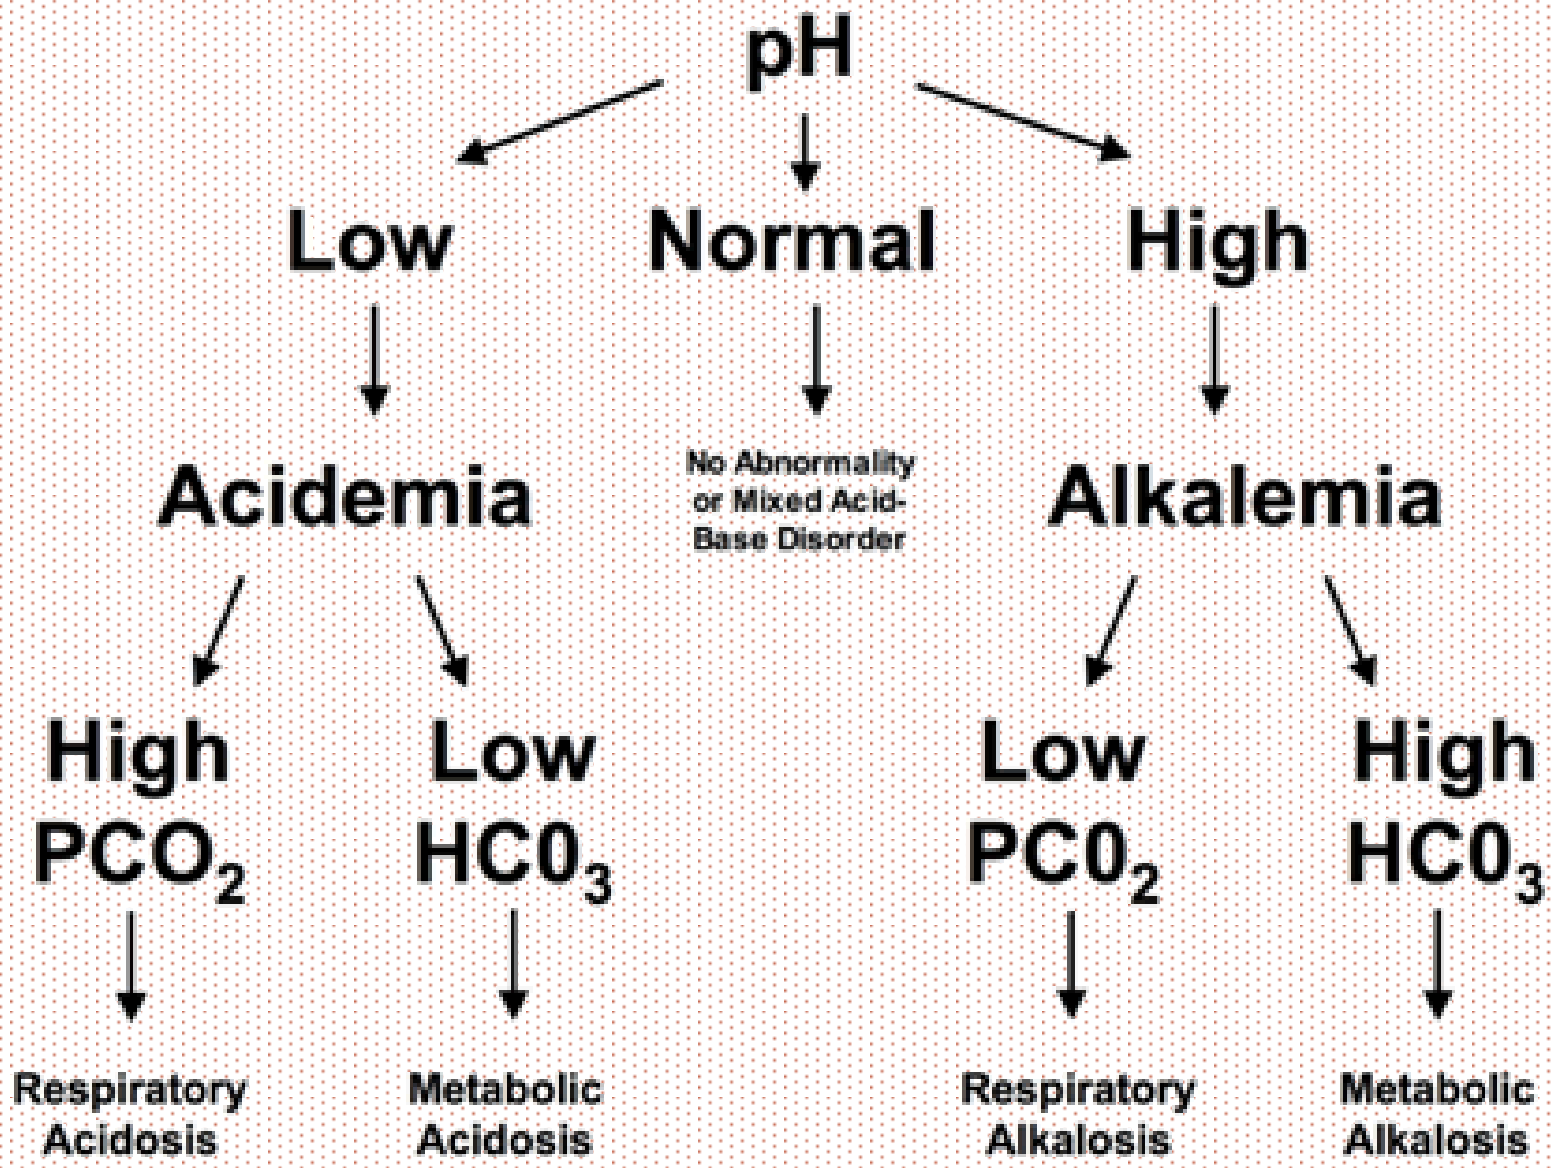 pH
Low Normal High
Acidemia
No Abnormality
or Mixed Acid-
Base Disorder
Alkalemia
High
PCO₂
Low
HC0₃
Low
PC0₂
High
HC0₃
Respiratory
Acidosis
Metabolic
Acidosis
Respiratory
Alkalosis
Metabolic
Alkalosis